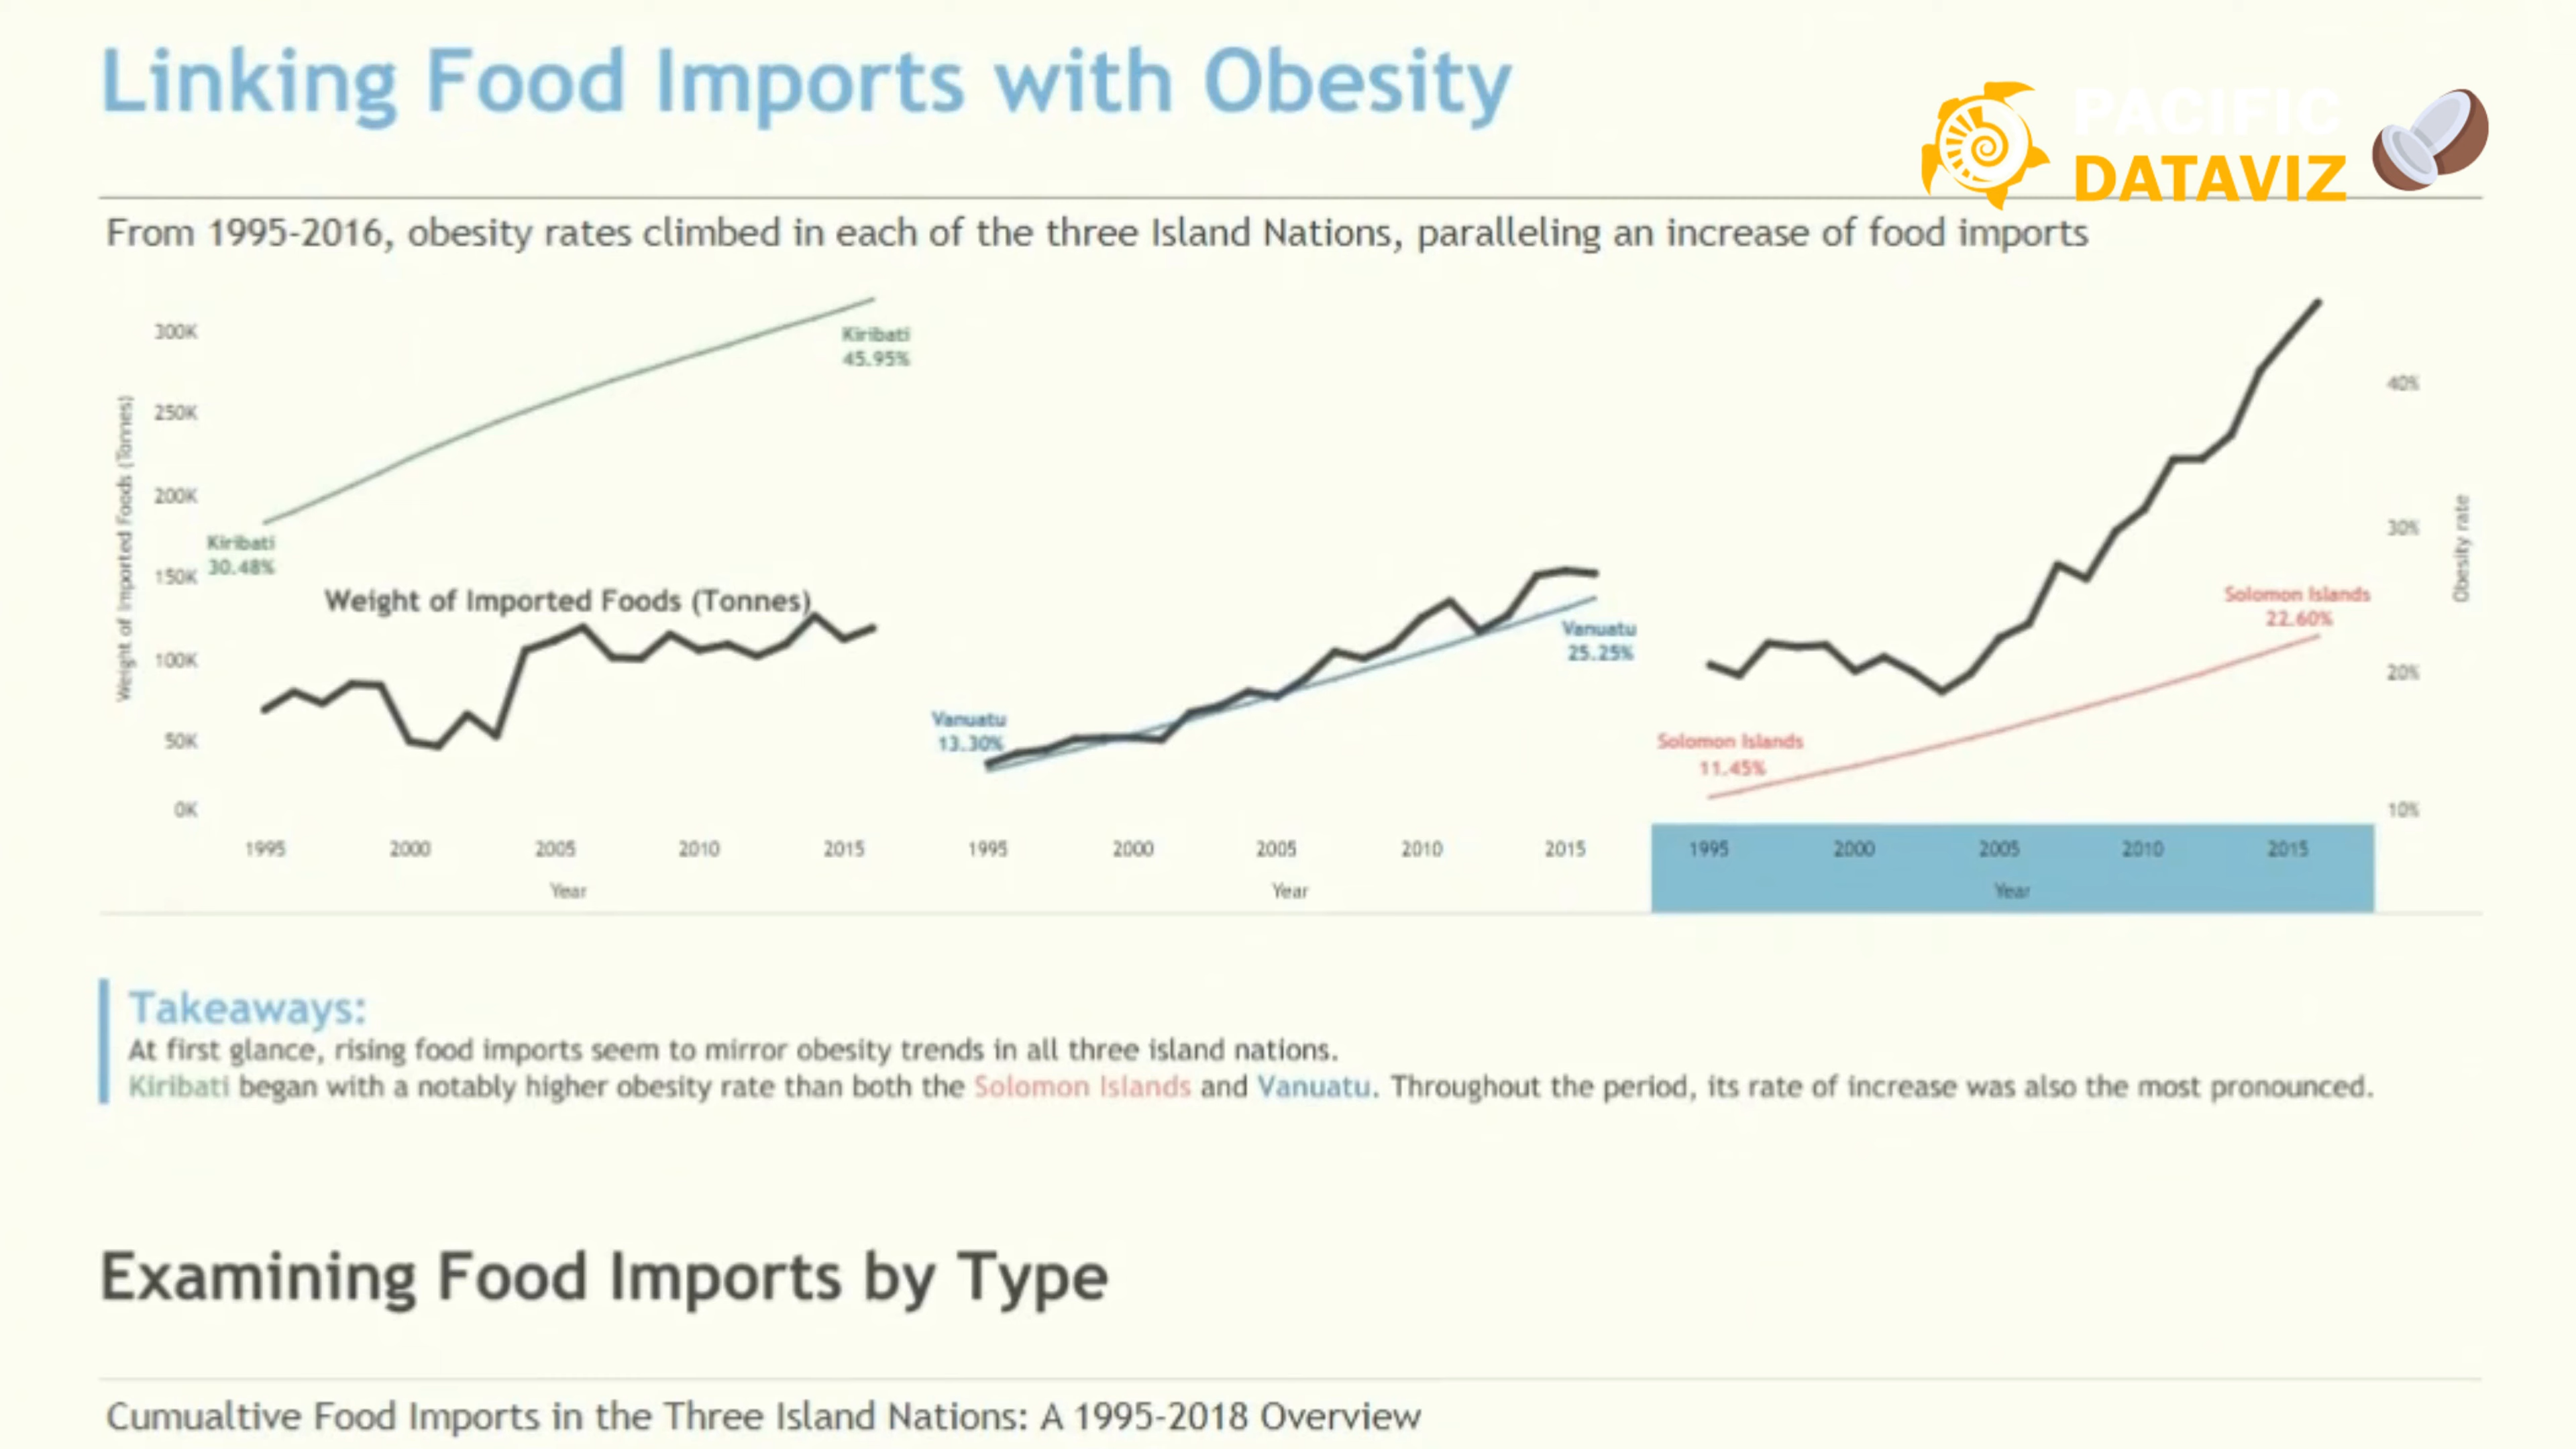 Linking Food Imports with Obesity
PACIFIC
DATAVIZ
From 1995-2016, obesity rates climbed in each of the three Island Nations, paralleling an increase of food imports
Weight of Imported Foods (Tonnes)
300K
250K
200K
150K
100K
50K
0K
Kiribati
45.95%
Kiribati
30.48%
Weight of Imported Foods (Tonnes)
1995 2000 2005 2010 2015
Year
Vanuatu
13.30%
Vanuatu
25.25%
1995 2000 2005 2010 2015
Year
Solomon Islands
22.60%
Solomon Islands
11.45%
1995 2000 2005 2010 2015
Year
40%
30%
20%
10%
Obesity rate
Takeaways:
At first glance, rising food imports seem to mirror obesity trends in all three island nations.
Kiribati began with a notably higher obesity rate than both the Solomon Islands and Vanuatu. Throughout the period, its rate of increase was also the most pronounced.
Examining Food Imports by Type
Cumualtive Food Imports in the Three Island Nations: A 1995-2018 Overview